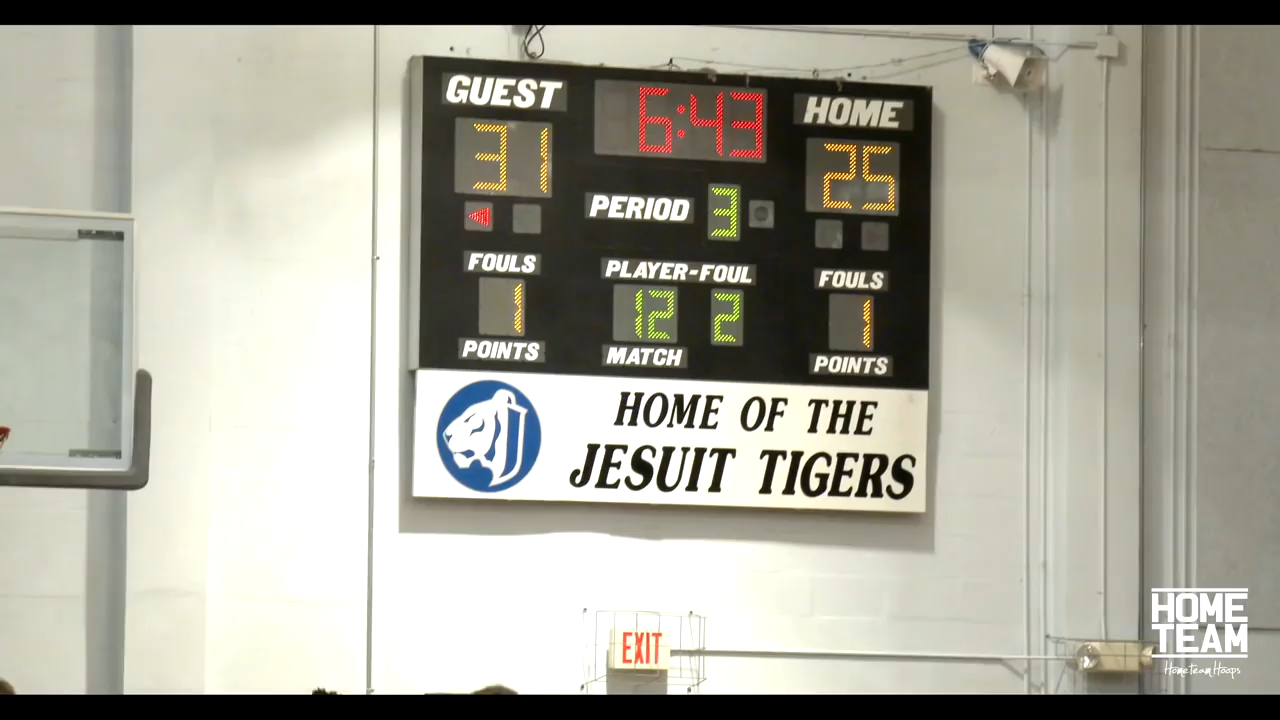 GUEST
6:43
HOME
31
25
PERIOD 3
FOULS
PLAYER-FOUL
FOULS
1
12 2
1
POINTS
MATCH
POINTS
HOME OF THE
JESUIT TIGERS
EXIT
HOME
TEAM
HomeTeamHoops